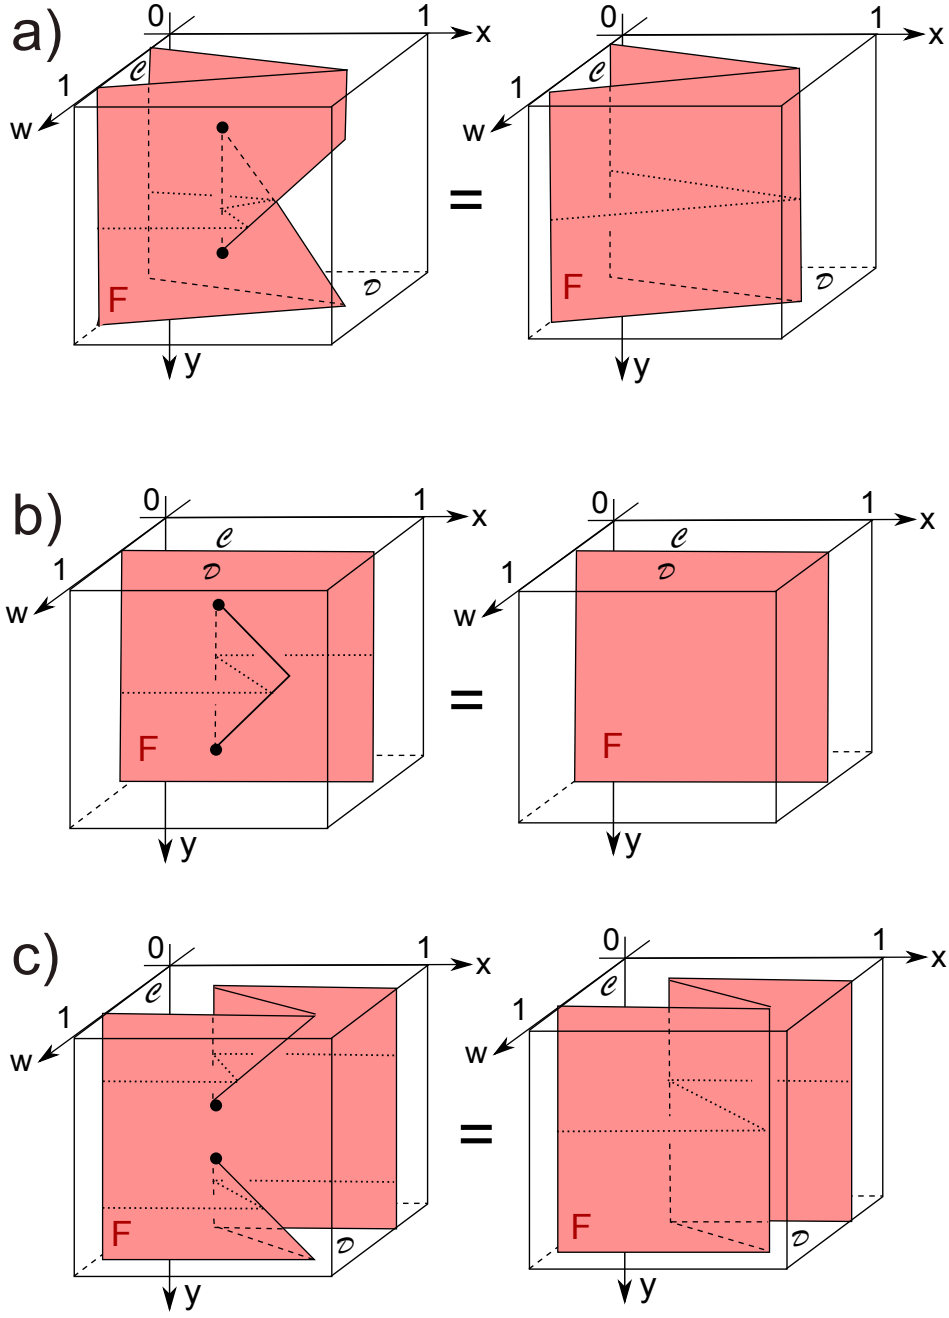 a)
0 1 x
𝒞
1
w
F
𝒟
y
=
0 1 x
𝒞
1
w
F
𝒟
y
b)
0 1 x
𝒞
1
𝒟
w
F
y
=
0 1 x
𝒞
1
𝒟
w
F
y
c)
0 1 x
𝒞
1
w
F
𝒟
y
=
0 1 x
𝒞
1
w
F
𝒟
y